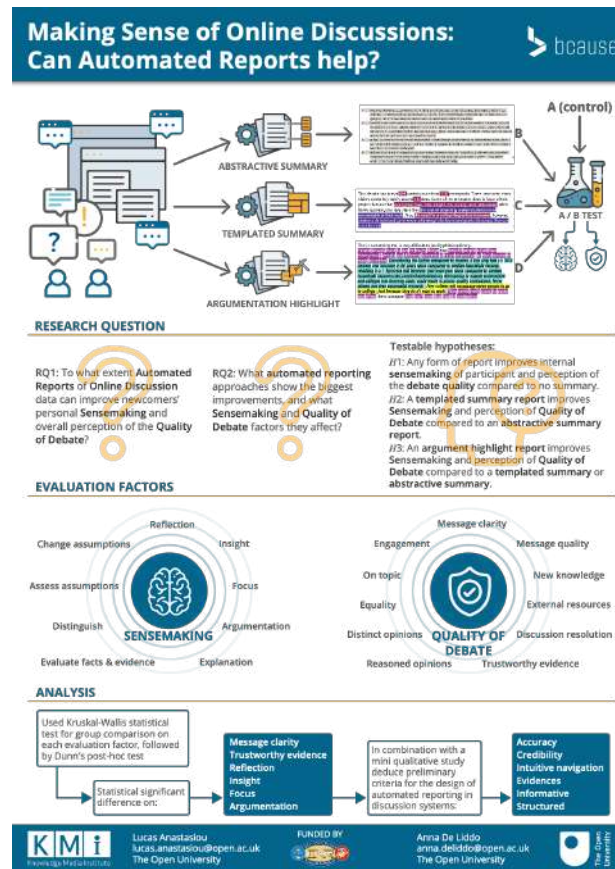 Making Sense of Online Discussions:
Can Automated Reports help?
bcause
A (control)
ABSTRACTIVE SUMMARY
B
TEMPLATED SUMMARY
C
A / B TEST
D
ARGUMENTATION HIGHLIGHT
RESEARCH QUESTION
RQ1: To what extent Automated
Reports of Online Discussion
data can improve newcomers'
personal Sensemaking and
overall perception of the Quality
of Debate?
RQ2: What automated reporting
approaches show the biggest
improvements, and what
Sensemaking and Quality of
Debate factors they affect?
Testable hypotheses:
H1: Any form of report improves internal
sensemaking of participant and perception of
the debate quality compared to no summary.
H2: A templated summary report improves
Sensemaking and perception of Quality of
Debate compared to an abstractive summary
report.
H3: An argument highlight report improves
Sensemaking and perception of Quality of
Debate compared to a templated summary or
abstractive summary.
EVALUATION FACTORS
Reflection
Change assumptions
Insight
Assess assumptions
Focus
Distinguish
Argumentation
SENSEMAKING
Evaluate facts & evidence
Explanation
Message clarity
Engagement
Message quality
On topic
New knowledge
Equality
External resources
Distinct opinions
QUALITY OF
DEBATE
Discussion resolution
Reasoned opinions
Trustworthy evidence
ANALYSIS
Used Kruskal-Wallis statistical
test for group comparison on
each evaluation factor, followed
by Dunn's post-hoc test
Statistical significant
difference on:
Message clarity
Trustworthy evidence
Reflection
Insight
Focus
Argumentation
In combination with a
mini qualitative study
deduce preliminary
criteria for the design of
automated reporting in
discussion systems:
Accuracy
Credibility
Intuitive navigation
Evidences
Informative
Structured
KMi
Knowledge Media Institute
Lucas Anastasiou
lucas.anastasiou@open.ac.uk
The Open University
FUNDED BY
Anna De Liddo
anna.deliddo@open.ac.uk
The Open University
The Open
University